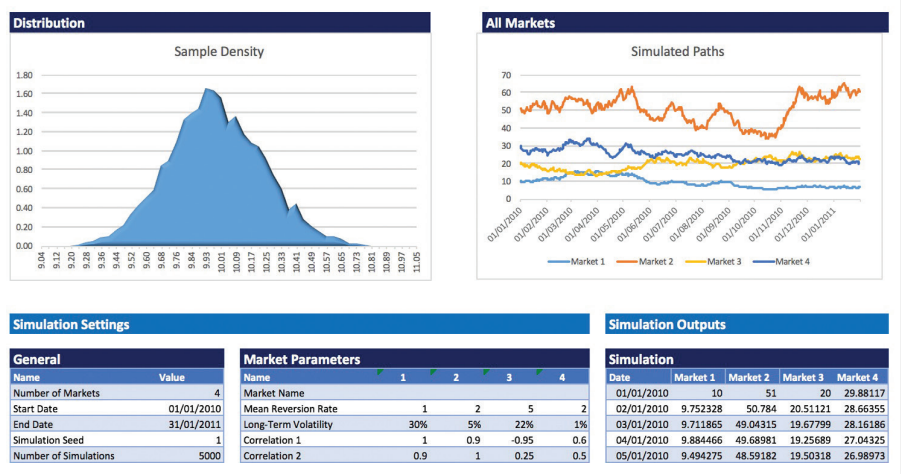 Distribution
Sample Density
1.80
1.60
1.40
1.20
1.00
0.80
0.60
0.40
0.20
0.00
9.04 9.12 9.20 9.28 9.36 9.44 9.52 9.60 9.68 9.76 9.84 9.93 10.01 10.09 10.17 10.25 10.33 10.41 10.49 10.57 10.65 10.73 10.81 10.89 10.97 11.05
All Markets
Simulated Paths
70
60
50
40
30
20
10
0
01/01/2010 01/02/2010 01/03/2010 01/04/2010 01/05/2010 01/06/2010 01/07/2010 01/08/2010 01/09/2010 01/10/2010 01/11/2010 01/12/2010 01/01/2011
Market 1 Market 2 Market 3 Market 4
Simulation Settings
General
Name Value
Number of Markets 4
Start Date 01/01/2010
End Date 31/01/2011
Simulation Seed 1
Number of Simulations 5000
Market Parameters
Name 1 2 3 4
Market Name
Mean Reversion Rate 1 2 5 2
Long-Term Volatility 30% 5% 22% 1%
Correlation 1 1 0.9 -0.95 0.6
Correlation 2 0.9 1 0.25 0.5
Simulation Outputs
Simulation
Date Market 1 Market 2 Market 3 Market 4
01/01/2010 10 51 20 29.88117
02/01/2010 9.752328 50.784 20.51121 28.66355
03/01/2010 9.711865 49.04315 19.67799 28.16186
04/01/2010 9.884466 49.68981 19.25689 27.04325
05/01/2010 9.494275 48.59182 19.50318 26.98973